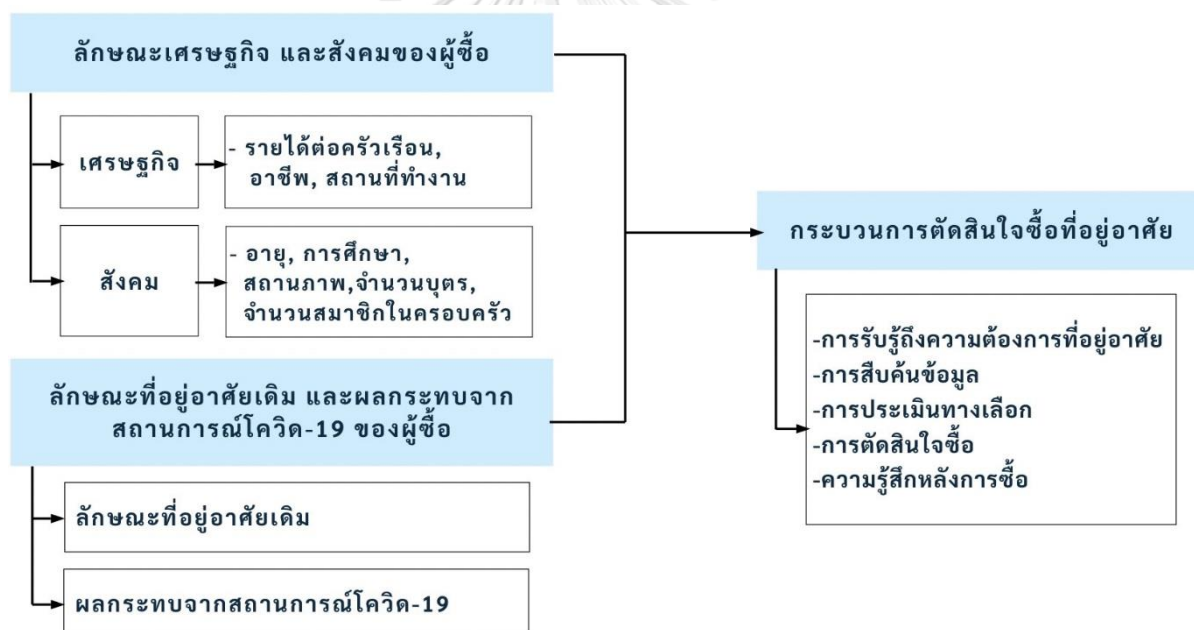 ลักษณะเศรษฐกิจ และสังคมของผู้ซื้อ
เศรษฐกิจ
- รายได้ต่อครัวเรือน,
อาชีพ, สถานที่ทำงาน
สังคม
- อายุ, การศึกษา,
สถานภาพ,จำนวนบุตร,
จำนวนสมาชิกในครอบครัว
ลักษณะที่อยู่อาศัยเดิม และผลกระทบจาก
สถานการณ์โควิด-19 ของผู้ซื้อ
ลักษณะที่อยู่อาศัยเดิม
ผลกระทบจากสถานการณ์โควิด-19
กระบวนการตัดสินใจซื้อที่อยู่อาศัย
-การรับรู้ถึงความต้องการที่อยู่อาศัย
-การสืบค้นข้อมูล
-การประเมินทางเลือก
-การตัดสินใจซื้อ
-ความรู้สึกหลังการซื้อ